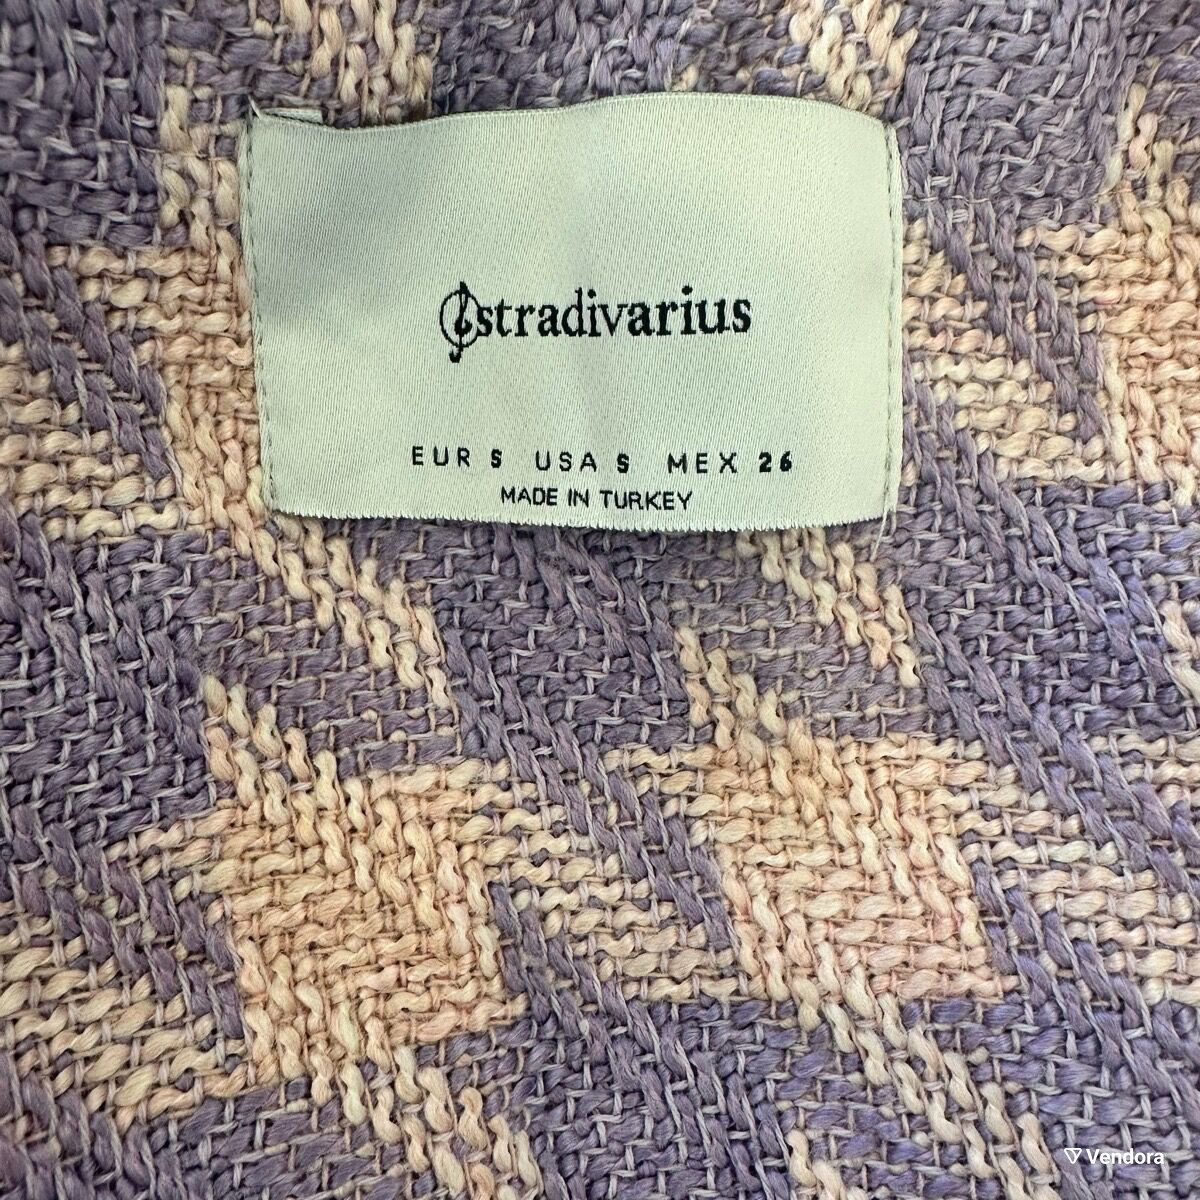 stradivarius
EUR S USA S MEX 26
MADE IN TURKEY
Vendora